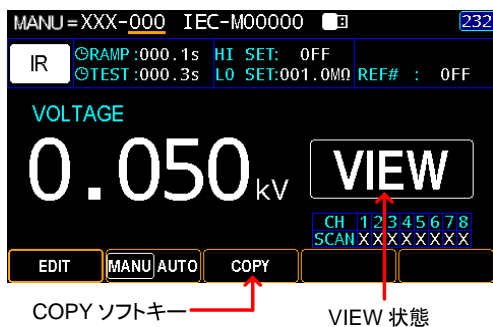 MANU=XXX-000 IEC-M00000 232
IR RAMP:000.1s HI SET: OFF
TEST:000.3s LO SET:001.0MΩ REF# : OFF
VOLTAGE
0.050 kV VIEW
CH 1 2 3 4 5 6 7 8
SCAN X X X X X X X X
EDIT MANU AUTO COPY
COPY ソフトキー VIEW 状態